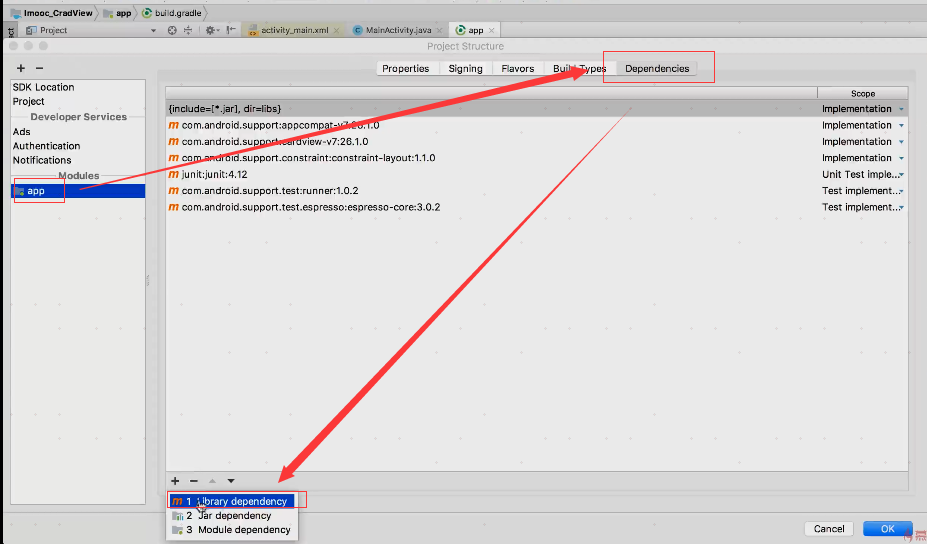 Imooc_CradView app build.gradle
Project activity_main.xml MainActivity.java app
Project Structure
Properties Signing Flavors Build Types Dependencies
SDK Location
Project
Developer Services
Ads
Authentication
Notifications
Modules
app
Scope
{include=[*.jar], dir=libs} Implementation
m com.android.support:appcompat-v7:26.1.0 Implementation
m com.android.support:cardview-v7:26.1.0 Implementation
m com.android.support.constraint:constraint-layout:1.1.0 Implementation
m junit:junit:4.12 Unit Test imple...
m com.android.support.test:runner:1.0.2 Test implement...
m com.android.support.test.espresso:espresso-core:3.0.2 Test implement...
m 1 Library dependency
2 Jar dependency
3 Module dependency
Cancel OK